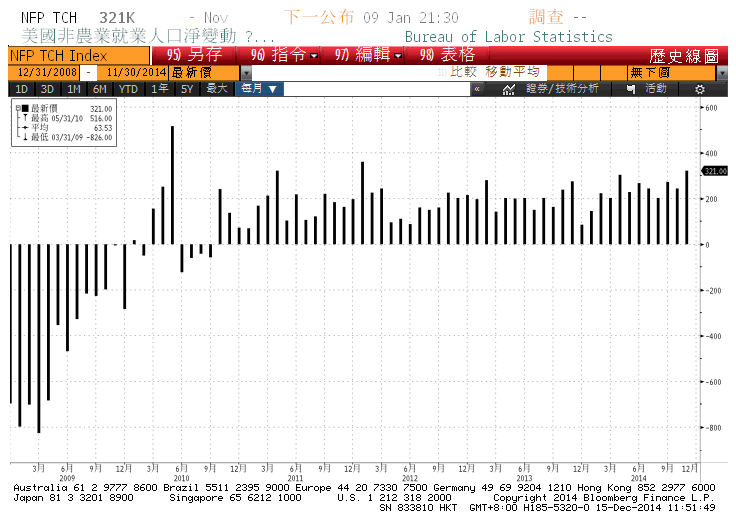 NFP TCH 321K - Nov 下一公布 09 Jan 21:30 調查 --
美國非農業就業人口淨變動 ?... Bureau of Labor Statistics
NFP TCH Index 95) 另存 96) 指令 97) 編輯 98) 表格 歷史線圖
12/31/2008 - 11/30/2014 最新價 比較 移動平均 無下圖
1D 3D 1M 6M YTD 1年 5Y 最大 每月 ▼ « 證券/技術分析 活動
最新價 321.00
最高 05/31/10 516.00
平均 63.53
最低 03/31/09 -826.00
600
400
321.00
200
0
-200
-400
-600
-800
3月 6月 9月 12月 3月 6月 9月 12月 3月 6月 9月 12月 3月 6月 9月 12月 3月 6月 9月 12月 3月 6月 9月 12月
2009 2010 2011 2012 2013 2014
Australia 61 2 9777 8600 Brazil 5511 2395 9000 Europe 44 20 7330 7500 Germany 49 69 9204 1210 Hong Kong 852 2977 6000
Japan 81 3 3201 8900 Singapore 65 6212 1000 U.S. 1 212 318 2000 Copyright 2014 Bloomberg Finance L.P.
SN 833810 HKT GMT+8:00 H185-5320-0 15-Dec-2014 11:51:49